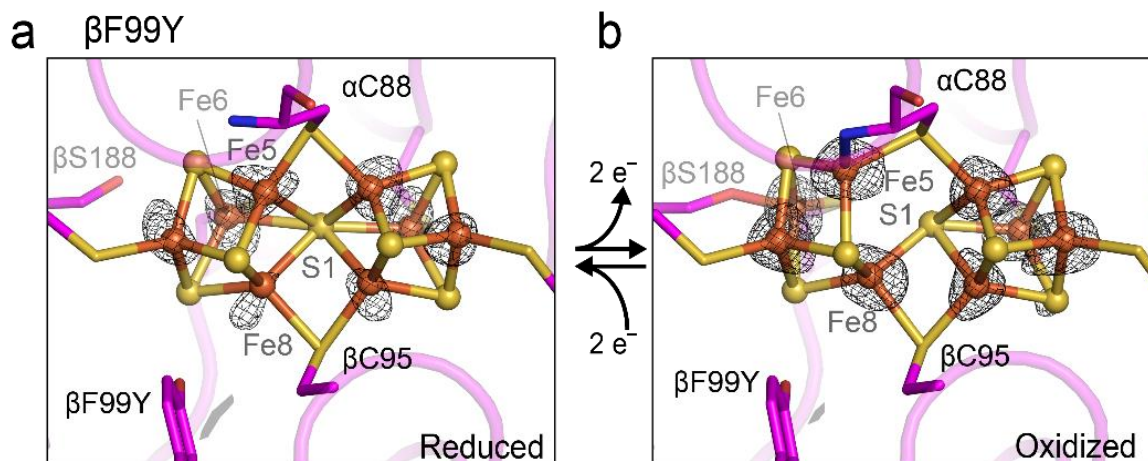 a
βF99Y
Fe6
αC88
Fe5
βS188
S1
Fe8
βC95
βF99Y
Reduced
2 e⁻
2 e⁻
b
Fe6
αC88
βS188
Fe5
S1
Fe8
βC95
βF99Y
Oxidized